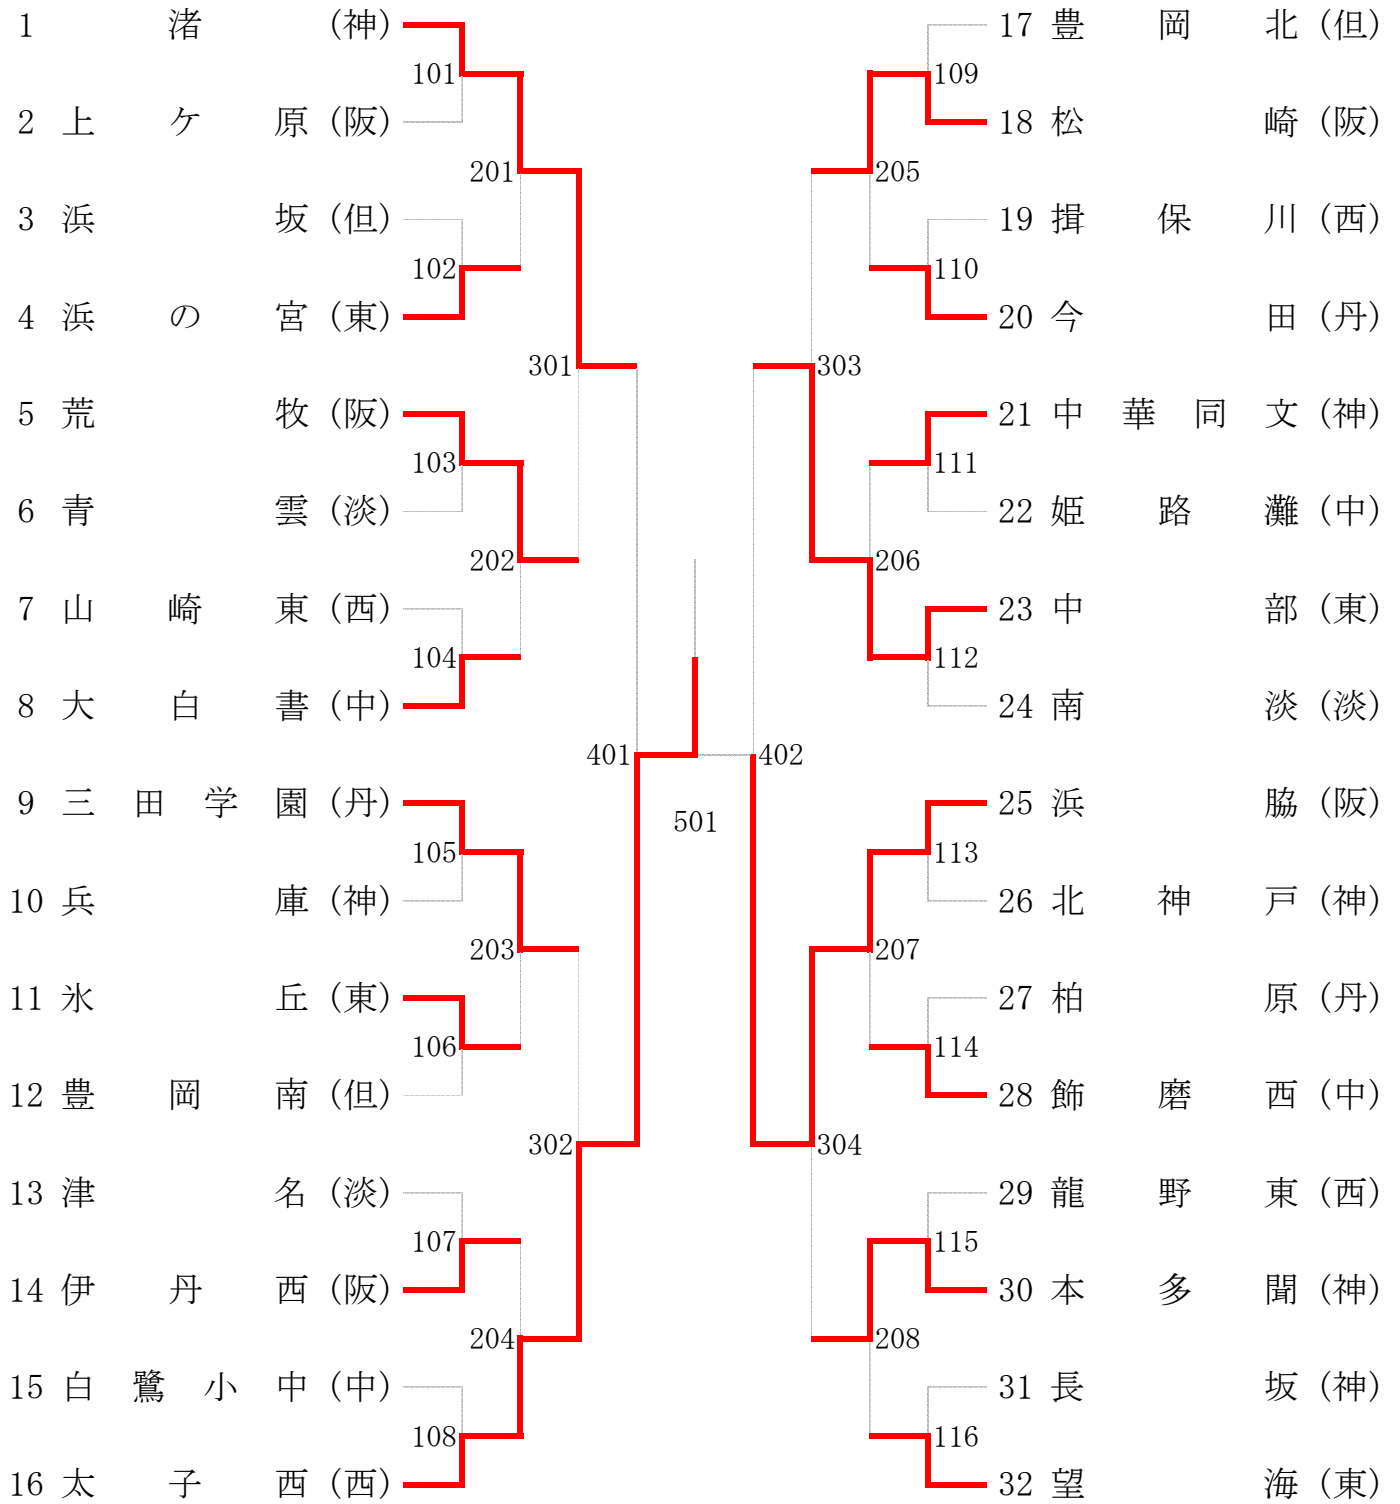 1 渚 (神)
2 上ケ原 (阪)
3 浜坂 (但)
4 浜の宮 (東)
5 荒牧 (阪)
6 青雲 (淡)
7 山崎東 (西)
8 大白書 (中)
9 三田学園 (丹)
10 兵庫 (神)
11 氷丘 (東)
12 豊岡南 (但)
13 津名 (淡)
14 伊丹西 (阪)
15 白鷺小中 (中)
16 太子西 (西)
101
102
103
104
105
106
107
108
201
202
203
204
301
302
401
501
402
303
304
205
206
207
208
109
110
111
112
113
114
115
116
17 豊岡北 (但)
18 松崎 (阪)
19 揖保川 (西)
20 今田 (丹)
21 中華同文 (神)
22 姫路灘 (中)
23 中部 (東)
24 南淡 (淡)
25 浜脇 (阪)
26 北神戸 (神)
27 柏原 (丹)
28 飾磨西 (中)
29 龍野東 (西)
30 本多聞 (神)
31 長坂 (神)
32 望海 (東)